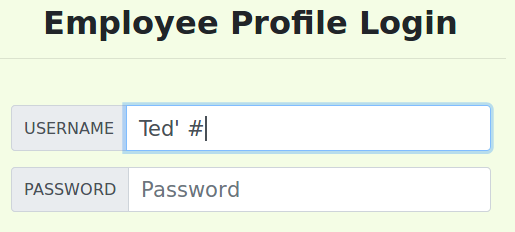 Employee Profile Login
USERNAME Ted' #
PASSWORD Password